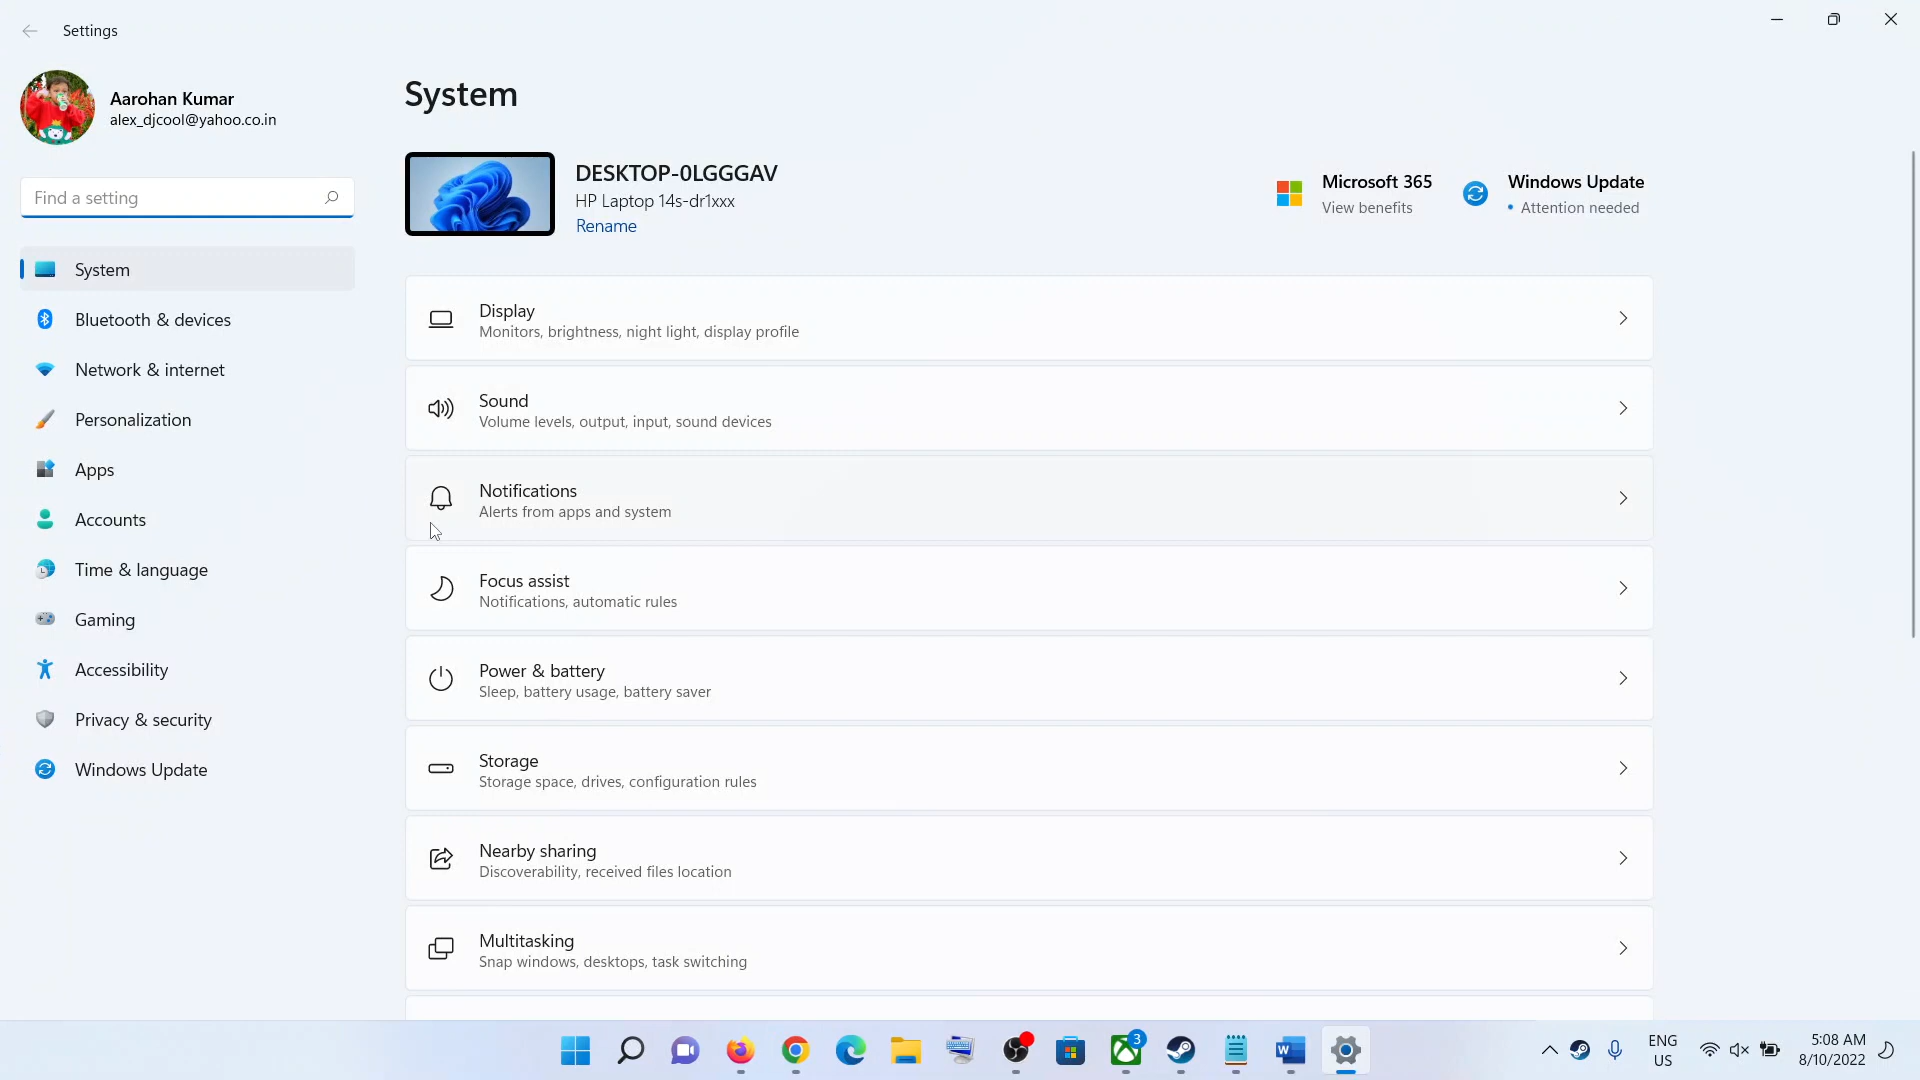 Settings
Aarohan Kumar
alex_djcool@yahoo.co.in
Find a setting
System
Bluetooth & devices
Network & internet
Personalization
Apps
Accounts
Time & language
Gaming
Accessibility
Privacy & security
Windows Update
System
DESKTOP-0LGGGAV
HP Laptop 14s-dr1xxx
Rename
Microsoft 365
View benefits
Windows Update
• Attention needed
Display
Monitors, brightness, night light, display profile
Sound
Volume levels, output, input, sound devices
Notifications
Alerts from apps and system
Focus assist
Notifications, automatic rules
Power & battery
Sleep, battery usage, battery saver
Storage
Storage space, drives, configuration rules
Nearby sharing
Discoverability, received files location
Multitasking
Snap windows, desktops, task switching
3
W
ENG
US
5:08 AM
8/10/2022